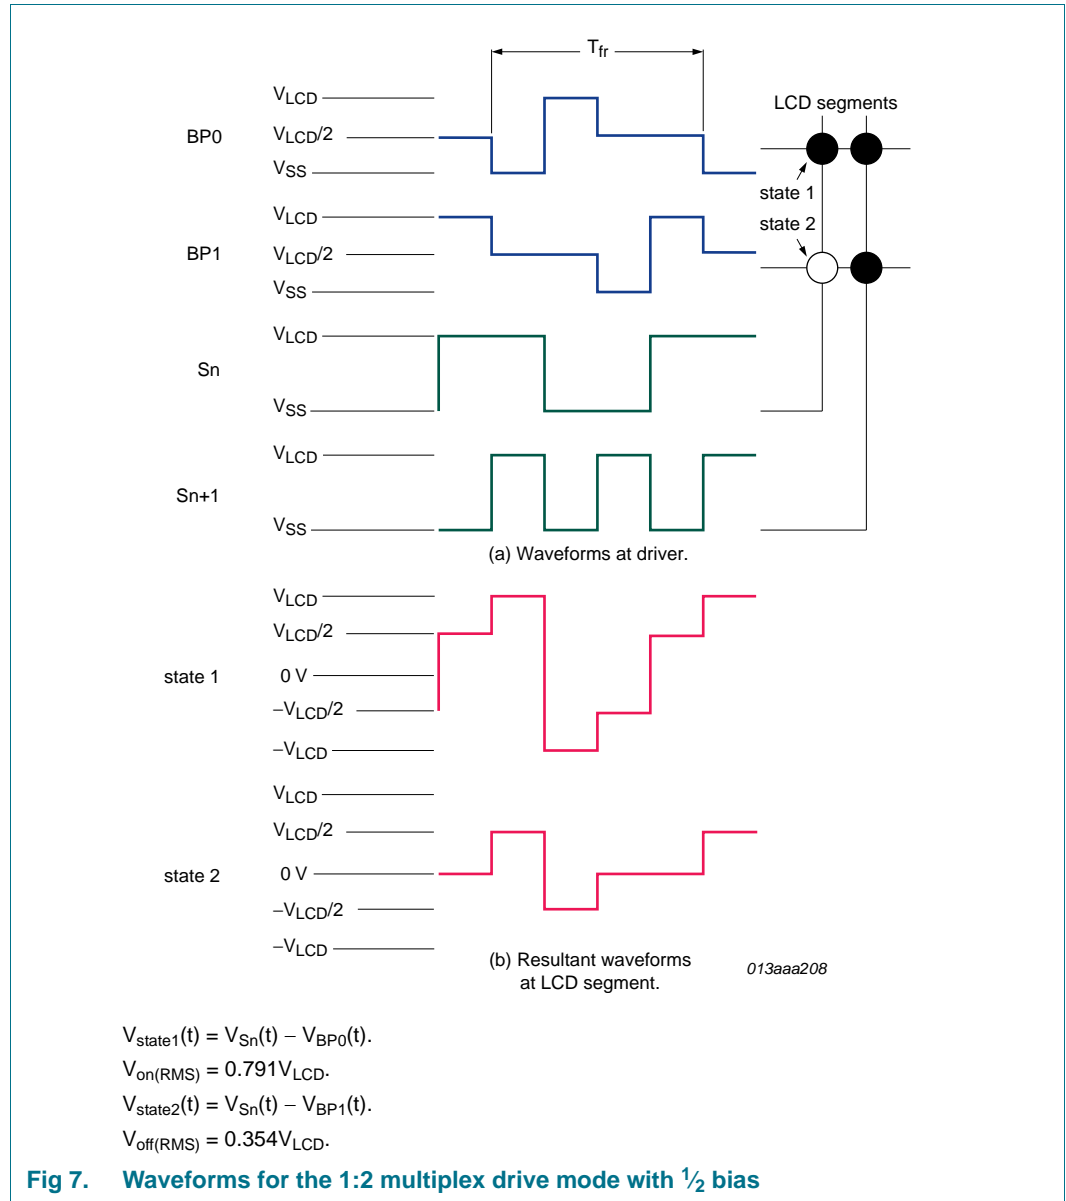 Tfr
VLCD
BP0
VLCD/2
VSS
LCD segments
state 1
state 2
VLCD
BP1
VLCD/2
VSS
VLCD
Sn
VSS
VLCD
Sn+1
VSS
(a) Waveforms at driver.
VLCD
VLCD/2
state 1
0 V
−VLCD/2
−VLCD
VLCD
VLCD/2
state 2
0 V
−VLCD/2
−VLCD
(b) Resultant waveforms
at LCD segment.
013aaa208
Vstate1(t) = VSn(t) − VBP0(t).
Von(RMS) = 0.791VLCD.
Vstate2(t) = VSn(t) − VBP1(t).
Voff(RMS) = 0.354VLCD.
Fig 7. Waveforms for the 1:2 multiplex drive mode with 1⁄2 bias